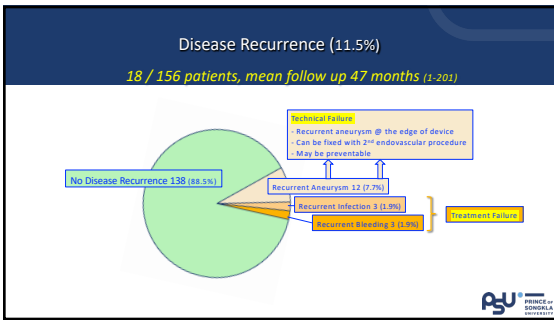 Disease Recurrence (11.5%)
18 / 156 patients, mean follow up 47 months (1-201)
Technical Failure
- Recurrent aneurysm @ the edge of device
- Can be fixed with 2nd endovascular procedure
- May be preventable
No Disease Recurrence 138 (88.5%)
Recurrent Aneurysm 12 (7.7%)
Recurrent Infection 3 (1.9%)
Treatment Failure
Recurrent Bleeding 3 (1.9%)
PSU
PRINCE OF
SONGKLA
UNIVERSITY